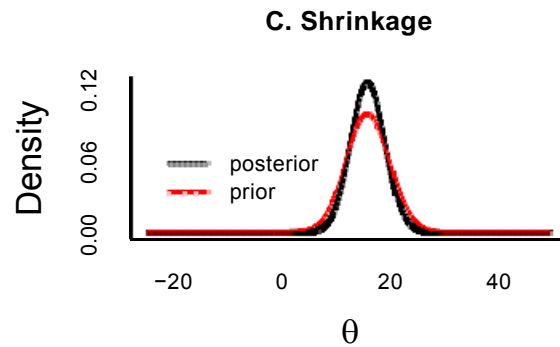 C. Shrinkage
Density
0.12
0.06
0.00
posterior
prior
−20 0 20 40
θ